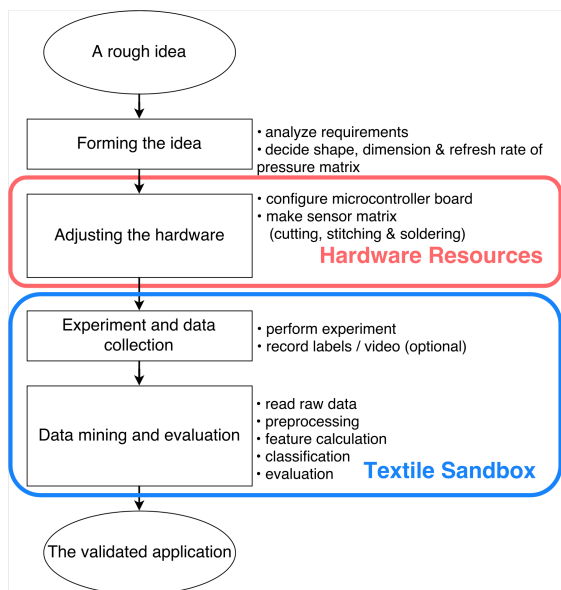 A rough idea
Forming the idea
• analyze requirements
• decide shape, dimension & refresh rate of
pressure matrix
Adjusting the hardware
• configure microcontroller board
• make sensor matrix
(cutting, stitching & soldering)
Hardware Resources
Experiment and data
collection
• perform experiment
• record labels / video (optional)
Data mining and evaluation
• read raw data
• preprocessing
• feature calculation
• classification
• evaluation
Textile Sandbox
The validated application